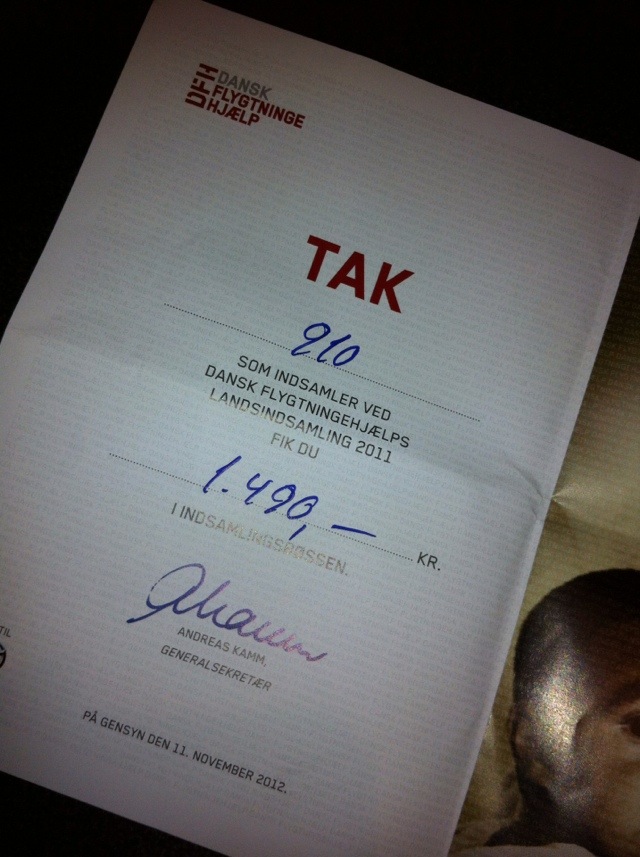 DFH DANSK
FLYGTNINGE
HJÆLP
TAK
910
SOM INDSAMLER VED
DANSK FLYGTNINGEHJÆLPS
LANDSINDSAMLING 2011
FIK DU
1.490,- KR.
I INDSAMLINGSBØSSEN.
ANDREAS KAMM,
GENERALSEKRETÆR
TIL
PÅ GENSYN DEN 11. NOVEMBER 2012.